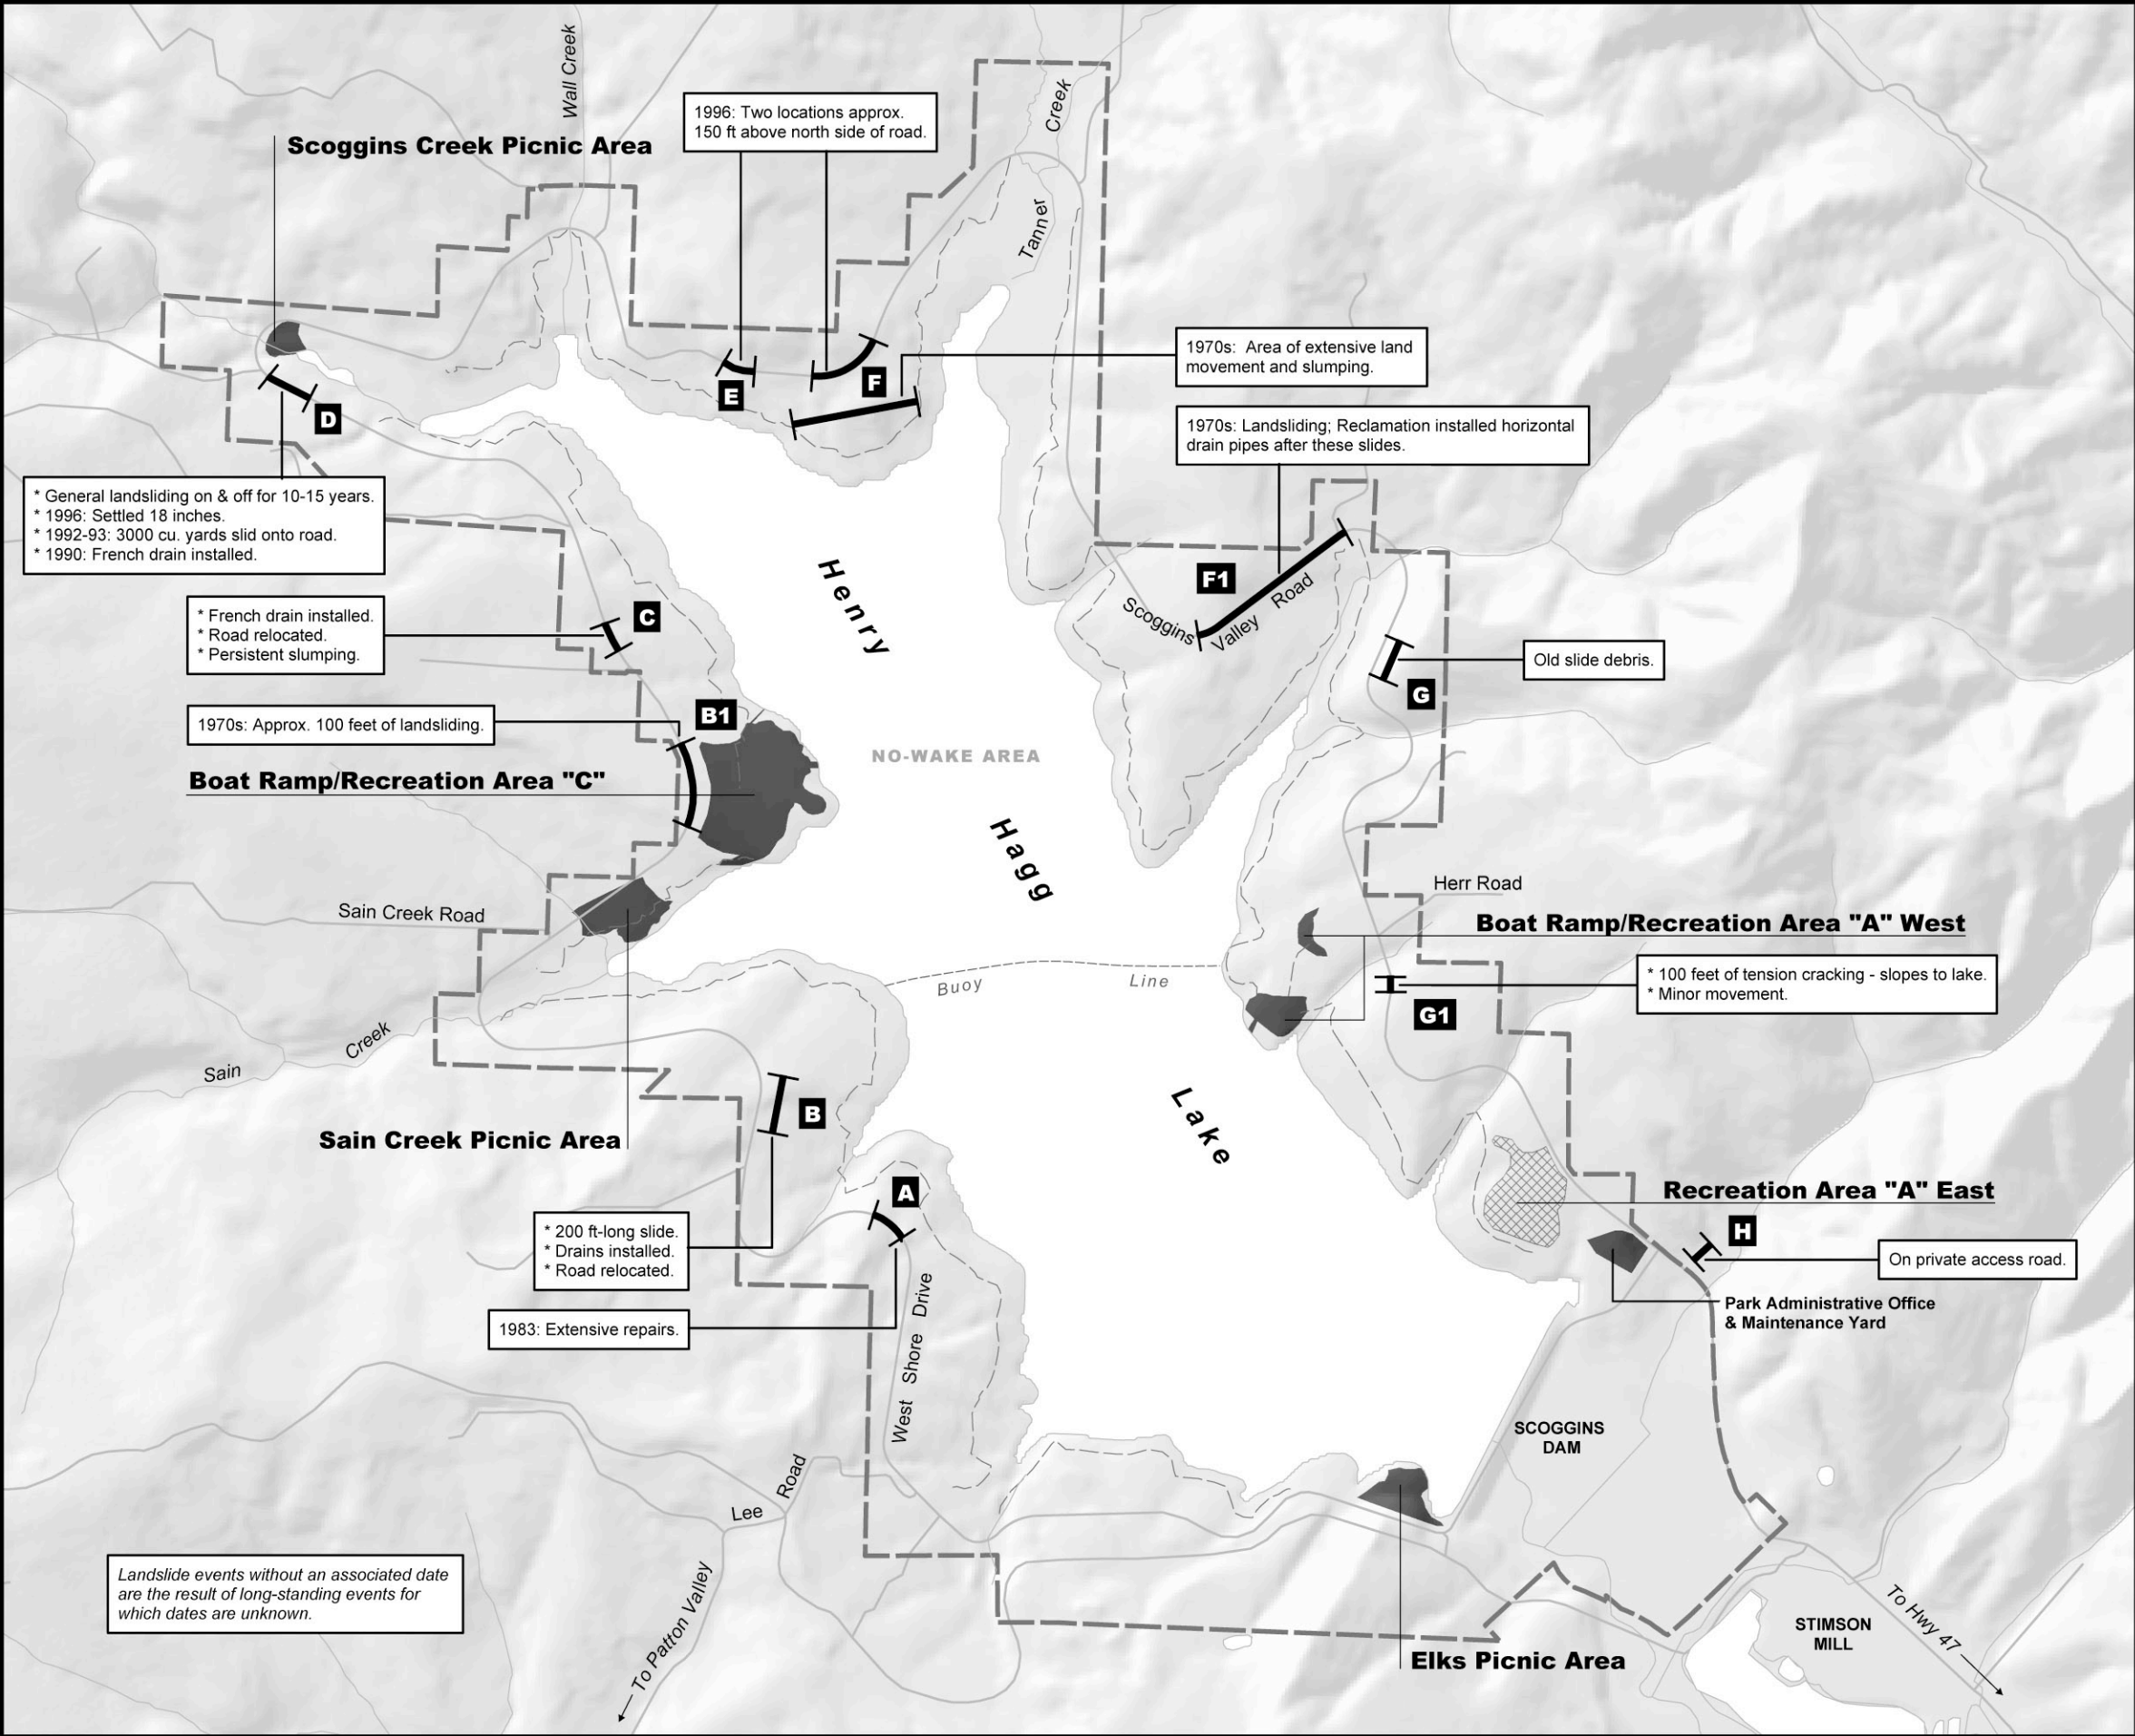 Wall Creek
1996: Two locations approx.
150 ft above north side of road.
Scoggins Creek Picnic Area
Tanner Creek
1970s: Area of extensive land
movement and slumping.
E
F
D
1970s: Landsliding; Reclamation installed horizontal
drain pipes after these slides.
* General landsliding on & off for 10-15 years.
* 1996: Settled 18 inches.
* 1992-93: 3000 cu. yards slid onto road.
* 1990: French drain installed.
F1
Scoggins Valley Road
* French drain installed.
* Road relocated.
* Persistent slumping.
C
Old slide debris.
G
B1
1970s: Approx. 100 feet of landsliding.
Boat Ramp/Recreation Area "C"
NO-WAKE AREA
Henry Hagg Lake
Herr Road
Sain Creek Road
Boat Ramp/Recreation Area "A" West
Buoy Line
* 100 feet of tension cracking - slopes to lake.
* Minor movement.
G1
Sain Creek
B
Sain Creek Picnic Area
A
Recreation Area "A" East
H
* 200 ft-long slide.
* Drains installed.
* Road relocated.
On private access road.
Park Administrative Office
& Maintenance Yard
1983: Extensive repairs.
West Shore Drive
SCOGGINS
DAM
Lee Road
To Patton Valley
Landslide events without an associated date
are the result of long-standing events for
which dates are unknown.
To Hwy 47
STIMSON
MILL
Elks Picnic Area